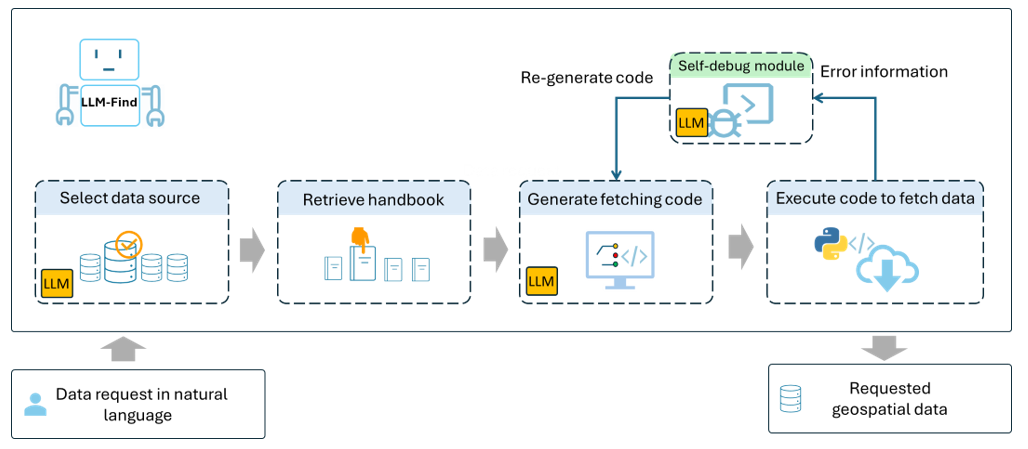 LLM-Find
Re-generate code
Self-debug module
Error information
LLM
Select data source
Retrieve handbook
Generate fetching code
Execute code to fetch data
</>
</>
LLM
LLM
Data request in natural
language
Requested
geospatial data